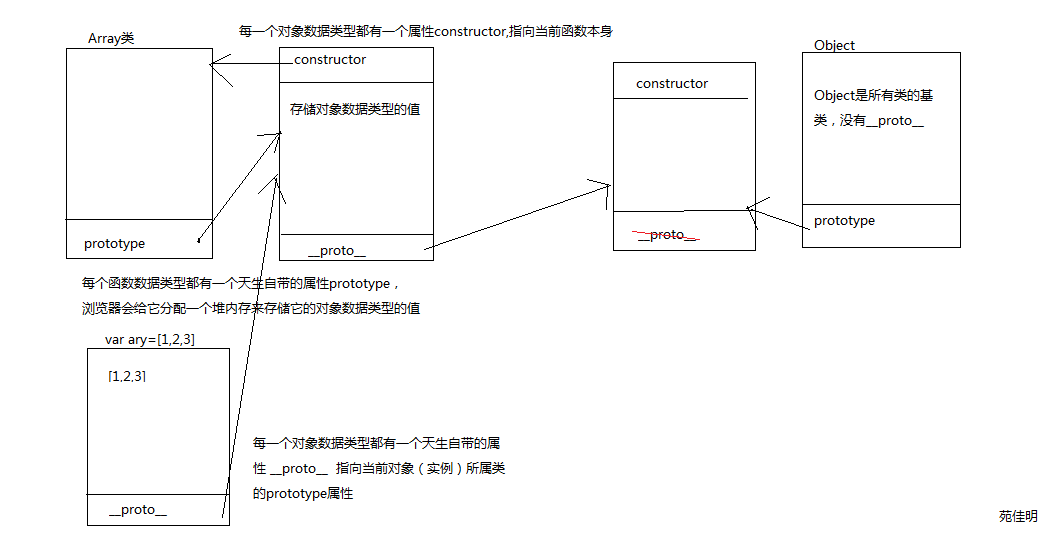 每一个对象数据类型都有一个属性constructor,指向当前函数本身
Array类
prototype
constructor
存储对象数据类型的值
__proto__
constructor
__proto__
Object
Object是所有类的基
类，没有__proto__
prototype
每个函数数据类型都有一个天生自带的属性prototype，
浏览器会给它分配一个堆内存来存储它的对象数据类型的值
var ary=[1,2,3]
[1,2,3]
__proto__
每一个对象数据类型都有一个天生自带的属
性 __proto__ 指向当前对象（实例）所属类
的prototype属性
苑佳明